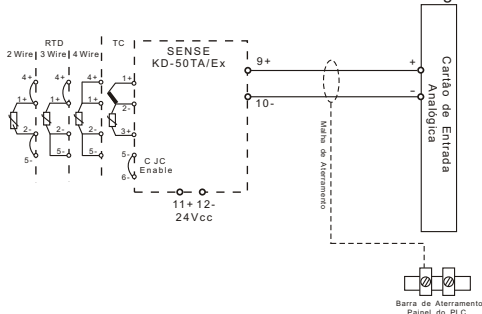 RTD
TC
2 Wire 3 Wire 4 Wire
SENSE
KD-50TA/Ex
4+
4+
4+
1+
1+
1+
1+
2-
2-
2-
2-
3+
5-
5-
5-
5-
6-
CJC
Enable
11+ 12-
24Vcc
9+
10-
+
-
Malha de Aterramento
Cartão de Entrada
Analógica
Barra de Aterramento
Painel do PLC